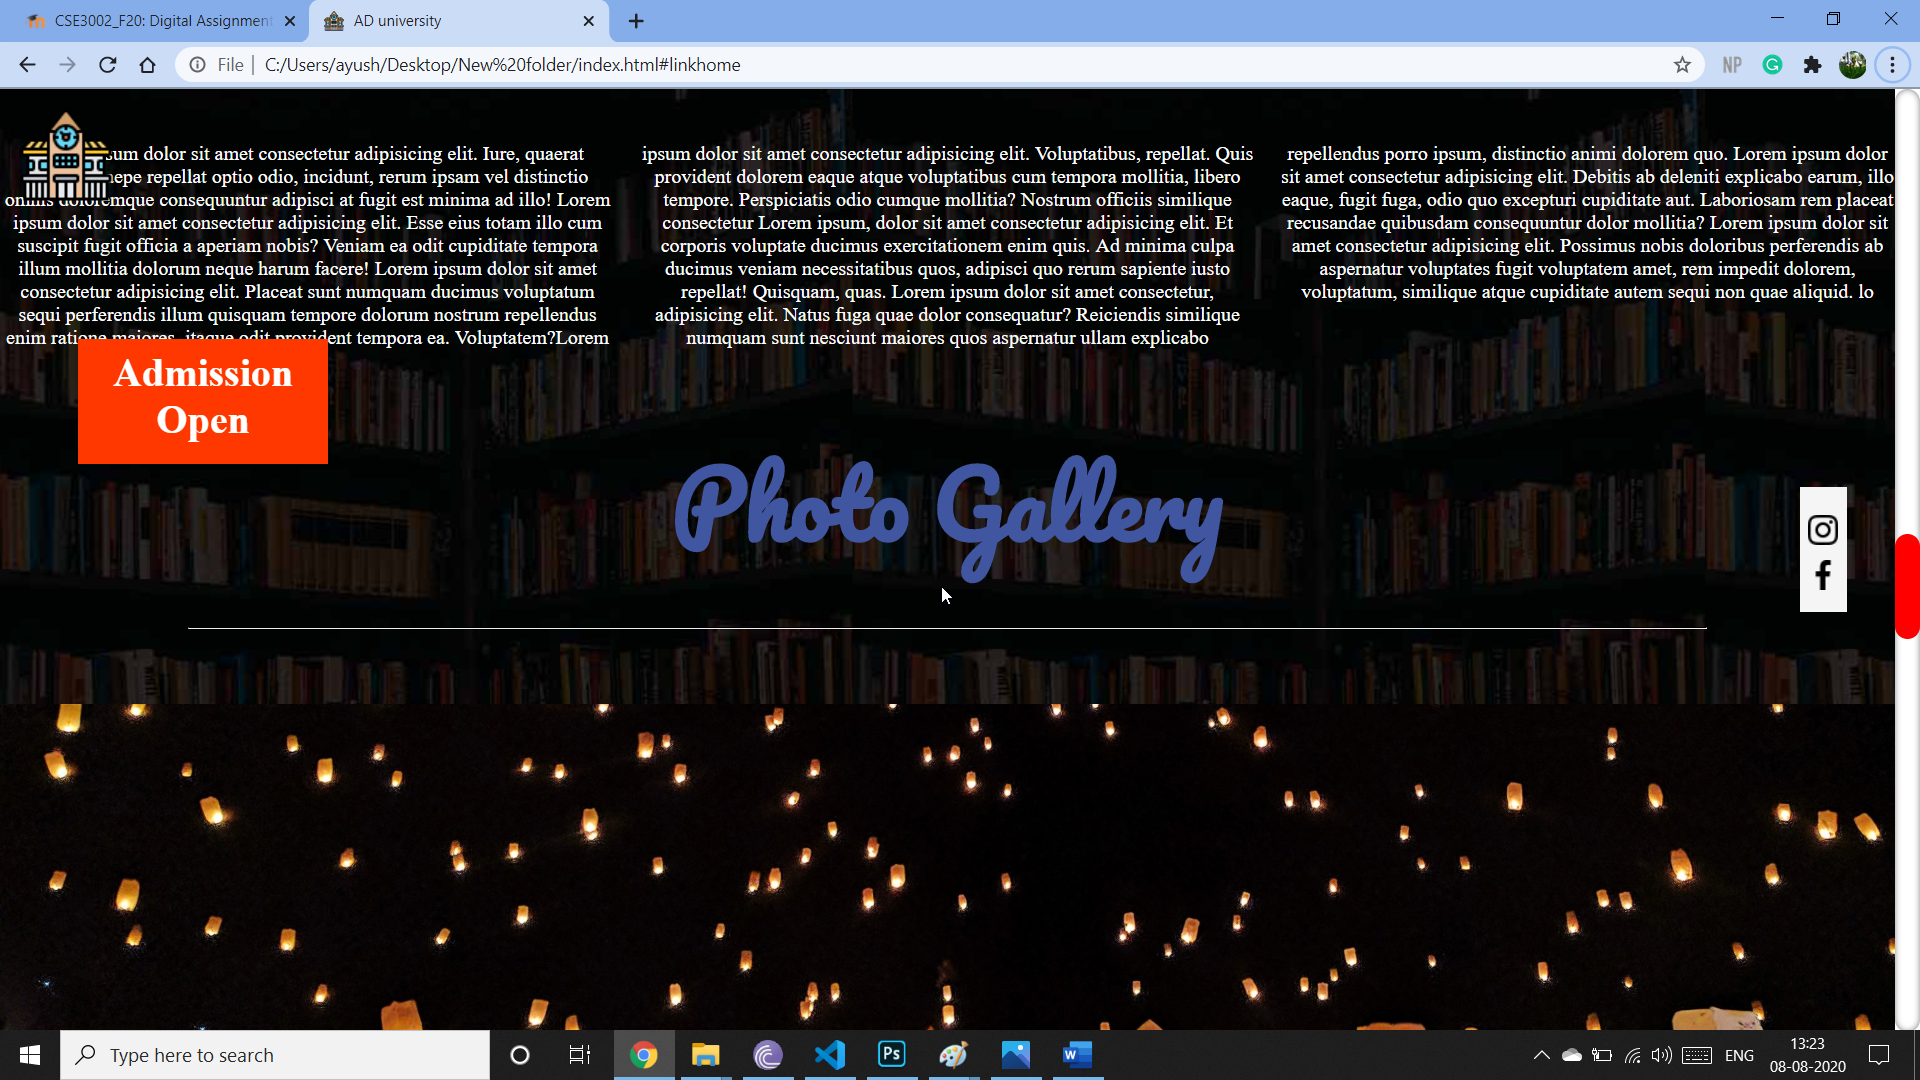 CSE3002_F20: Digital Assignment
AD university
File
C:/Users/ayush/Desktop/New%20folder/index.html#linkhome
NP
sum dolor sit amet consectetur adipisicing elit. Iure, quaerat
repellat optio odio, incidunt, rerum ipsam vel distinctio
omnis doloremque consequuntur adipisci at fugit est minima ad illo! Lorem
ipsum dolor sit amet consectetur adipisicing elit. Esse eius totam illo cum
suscipit fugit officia a aperiam nobis? Veniam ea odit cupiditate tempora
illum mollitia dolorum neque harum facere! Lorem ipsum dolor sit amet
consectetur adipisicing elit. Placeat sunt numquam ducimus voluptatum
sequi perferendis illum quisquam tempore dolorum nostrum repellendus
enim ratione maiores, itaque odit provident tempora ea. Voluptatem?Lorem
ipsum dolor sit amet consectetur adipisicing elit. Voluptatibus, repellat. Quis
provident dolorem eaque atque voluptatibus cum tempora mollitia, libero
tempore. Perspiciatis odio cumque mollitia? Nostrum officiis similique
consectetur Lorem ipsum, dolor sit amet consectetur adipisicing elit. Et
corporis voluptate ducimus exercitationem enim quis. Ad minima culpa
ducimus veniam necessitatibus quos, adipisci quo rerum sapiente iusto
repellat! Quisquam, quas. Lorem ipsum dolor sit amet consectetur,
adipisicing elit. Natus fuga quae dolor consequatur? Reiciendis similique
numquam sunt nesciunt maiores quos aspernatur ullam explicabo
repellendus porro ipsum, distinctio animi dolorem quo. Lorem ipsum dolor
sit amet consectetur adipisicing elit. Debitis ab deleniti explicabo earum, illo
eaque, fugit fuga, odio quo excepturi cupiditate aut. Laboriosam rem placeat
recusandae quibusdam consequuntur dolor mollitia? Lorem ipsum dolor sit
amet consectetur adipisicing elit. Possimus nobis doloribus perferendis ab
aspernatur voluptates fugit voluptatem amet, rem impedit dolorem,
voluptatum, similique atque cupiditate autem sequi non quae aliquid. lo
Admission
Open
Photo Gallery
Type here to search
Ps
W
ENG
13:23
08-08-2020